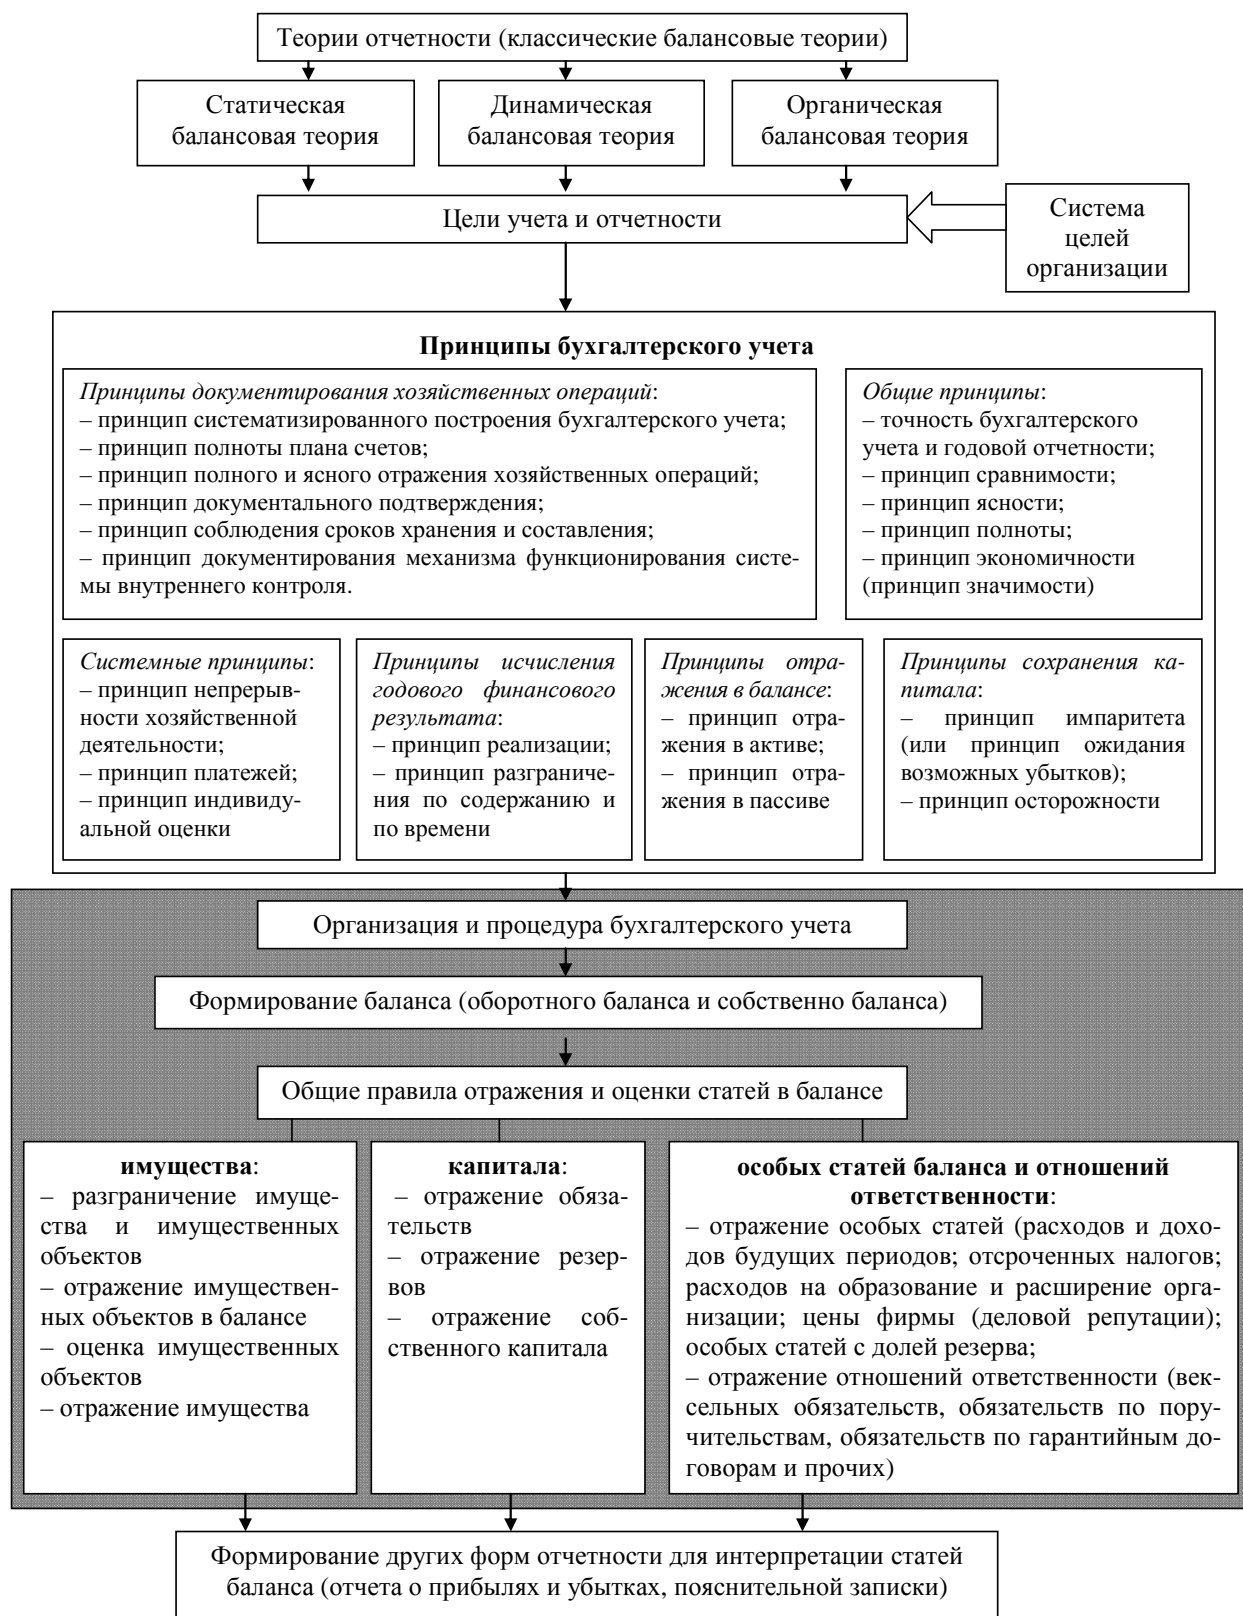 Теории отчетности (классические балансовые теории)
Статическая
балансовая теория
Динамическая
балансовая теория
Органическая
балансовая теория
Цели учета и отчетности
Система
целей
организации
Принципы бухгалтерского учета
Принципы документирования хозяйственных операций:
– принцип систематизированного построения бухгалтерского учета;
– принцип полноты плана счетов;
– принцип полного и ясного отражения хозяйственных операций;
– принцип документального подтверждения;
– принцип соблюдения сроков хранения и составления;
– принцип документирования механизма функционирования систе-
мы внутреннего контроля.
Общие принципы:
– точность бухгалтерского
учета и годовой отчетности;
– принцип сравнимости;
– принцип ясности;
– принцип полноты;
– принцип экономичности
(принцип значимости)
Системные принципы:
– принцип непрерыв-
ности хозяйственной
деятельности;
– принцип платежей;
– принцип индивиду-
альной оценки
Принципы исчисления
годового финансового
результата:
– принцип реализации;
– принцип разграниче-
ния по содержанию и
по времени
Принципы отра-
жения в балансе:
– принцип отра-
жения в активе;
– принцип отра-
жения в пассиве
Принципы сохранения ка-
питала:
– принцип импаритета
(или принцип ожидания
возможных убытков);
– принцип осторожности
Организация и процедура бухгалтерского учета
Формирование баланса (оборотного баланса и собственно баланса)
Общие правила отражения и оценки статей в балансе
имущества:
– разграничение имуще-
ства и имущественных
объектов
– отражение имуществен-
ных объектов в балансе
– оценка имущественных
объектов
– отражение имущества
капитала:
– отражение обяза-
тельств
– отражение резер-
вов
– отражение соб-
ственного капитала
особых статей баланса и отношений
ответственности:
– отражение особых статей (расходов и дохо-
дов будущих периодов; отсроченных налогов;
расходов на образование и расширение орга-
низации; цены фирмы (деловой репутации);
особых статей с долей резерва;
– отражение отношений ответственности (век-
сельных обязательств, обязательств по пору-
чительствам, обязательств по гарантийным до-
говорам и прочих)
Формирование других форм отчетности для интерпретации статей
баланса (отчета о прибылях и убытках, пояснительной записки)